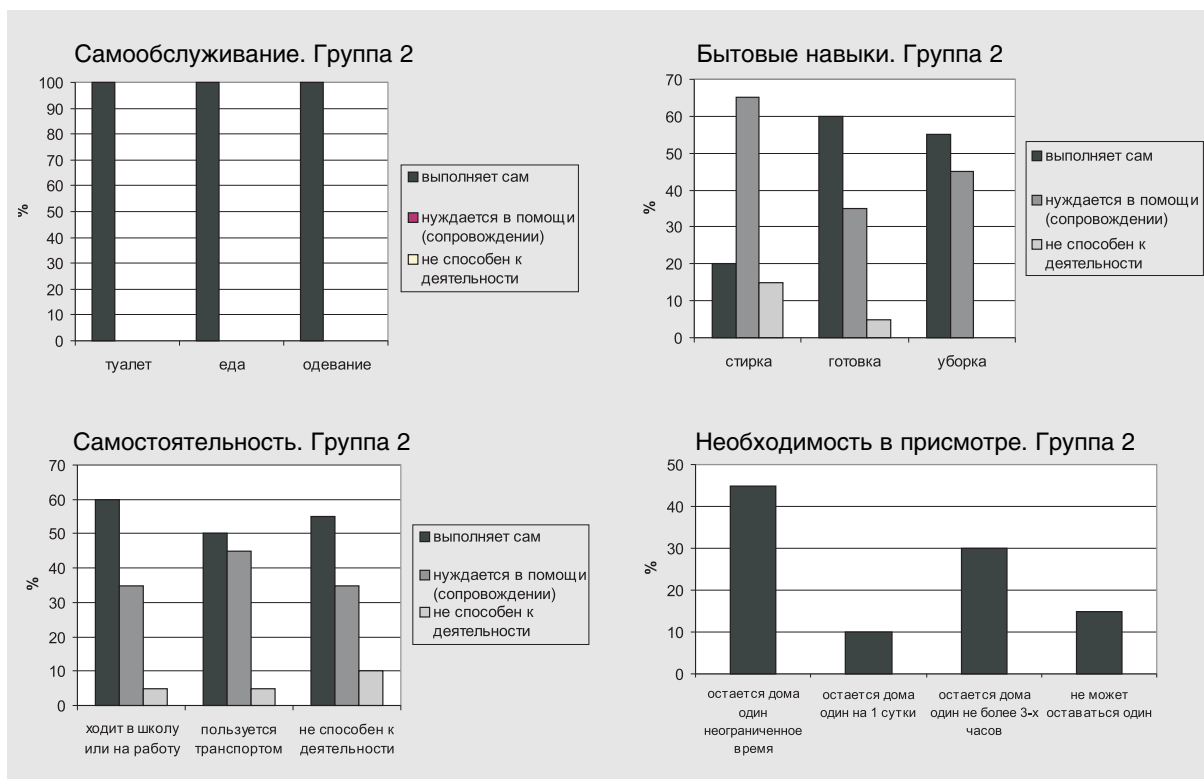 Самообслуживание. Группа 2
100
90
80
70
60
50
40
30
20
10
0
%
туалет
еда
одевание
выполняет сам
нуждается в помощи
(сопровождении)
не способен к
деятельности
Бытовые навыки. Группа 2
70
60
50
40
30
20
10
0
%
стирка
готовка
уборка
выполняет сам
нуждается в помощи
(сопровождении)
не способен к
деятельности
Самостоятельность. Группа 2
70
60
50
40
30
20
10
0
%
ходит в школу
или на работу
пользуется
транспортом
не способен к
деятельности
выполняет сам
нуждается в помощи
(сопровождении)
не способен к
деятельности
Необходимость в присмотре. Группа 2
50
40
30
20
10
0
%
остается дома
один
неограниченное
время
остается дома
один на 1 сутки
остается дома
один не более 3-х
часов
не может
оставаться один